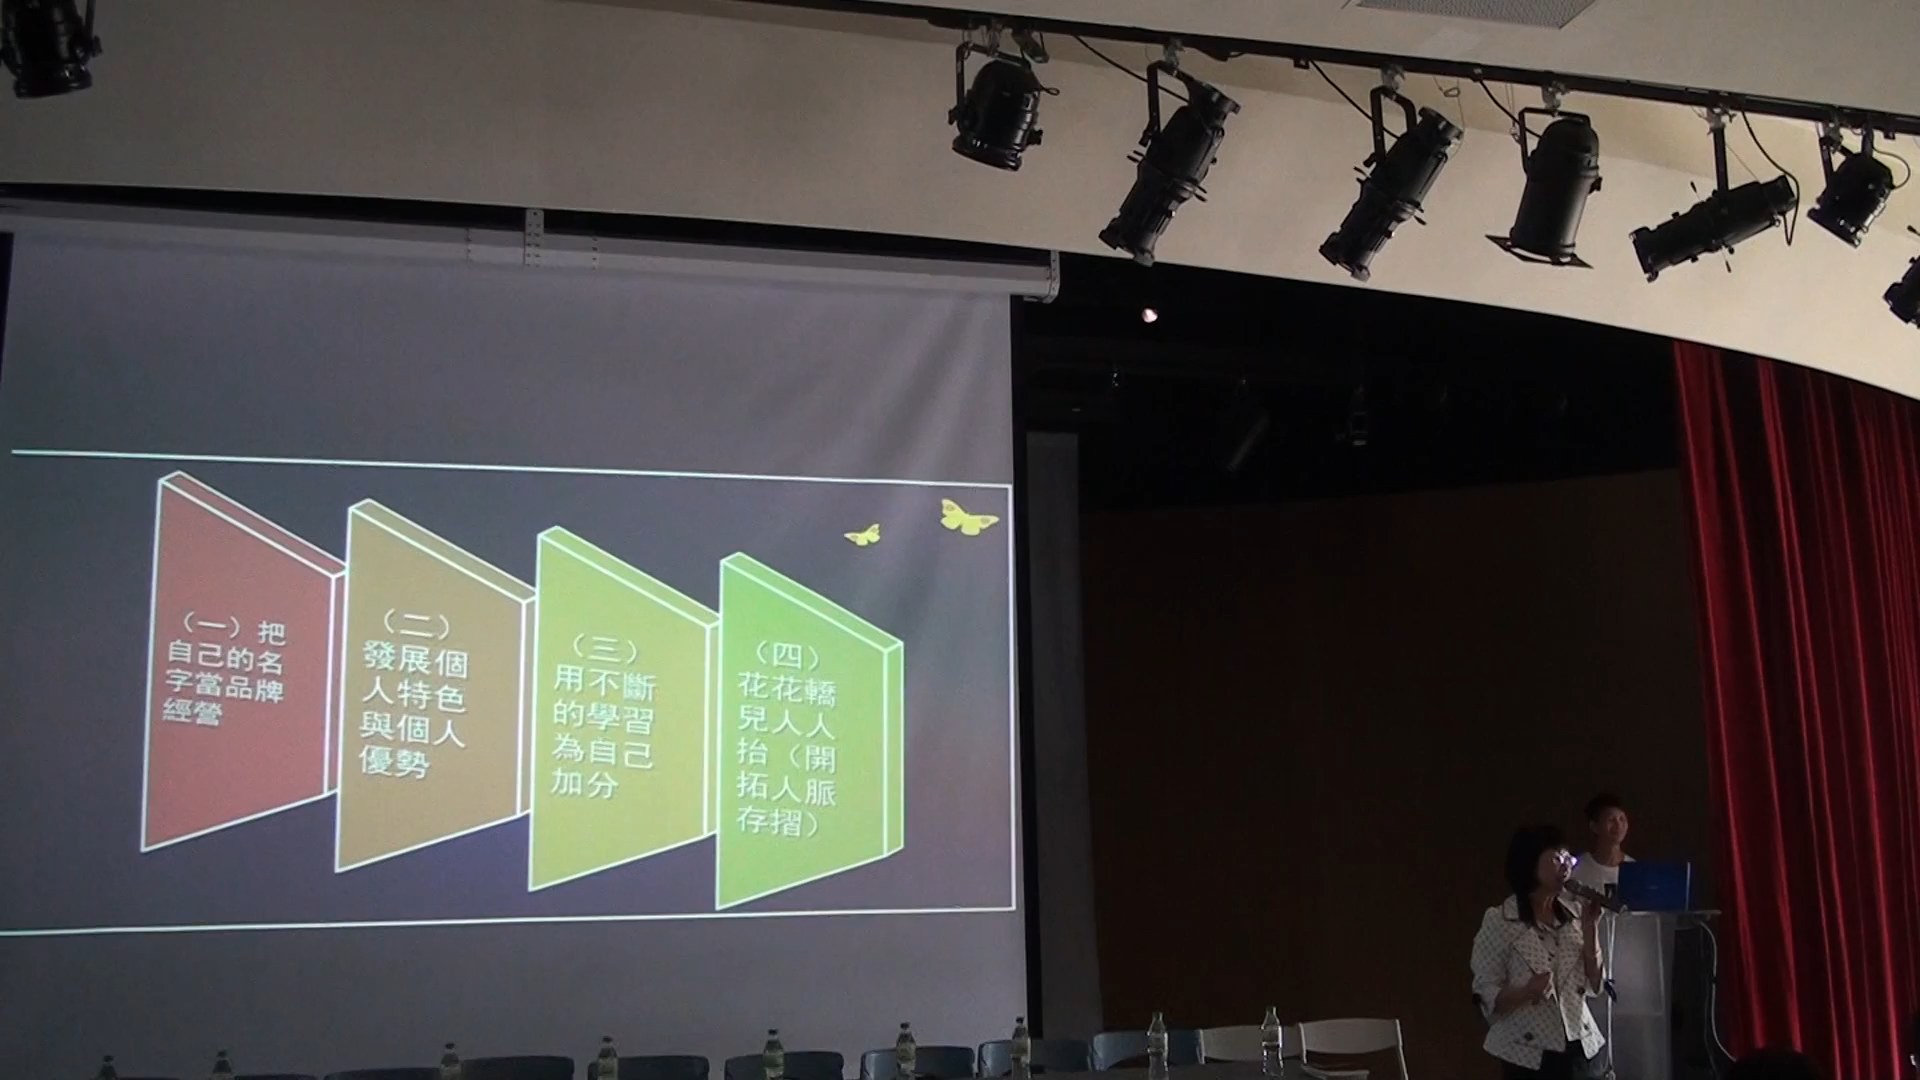 （一）把
自己的名
字當品牌
經營
（二）
發展個
人特色
與個人
優勢
（三）
用不斷
的學習
為自己
加分
（四）
花花轎
兒人人
抬（開
拓人脈
存摺）